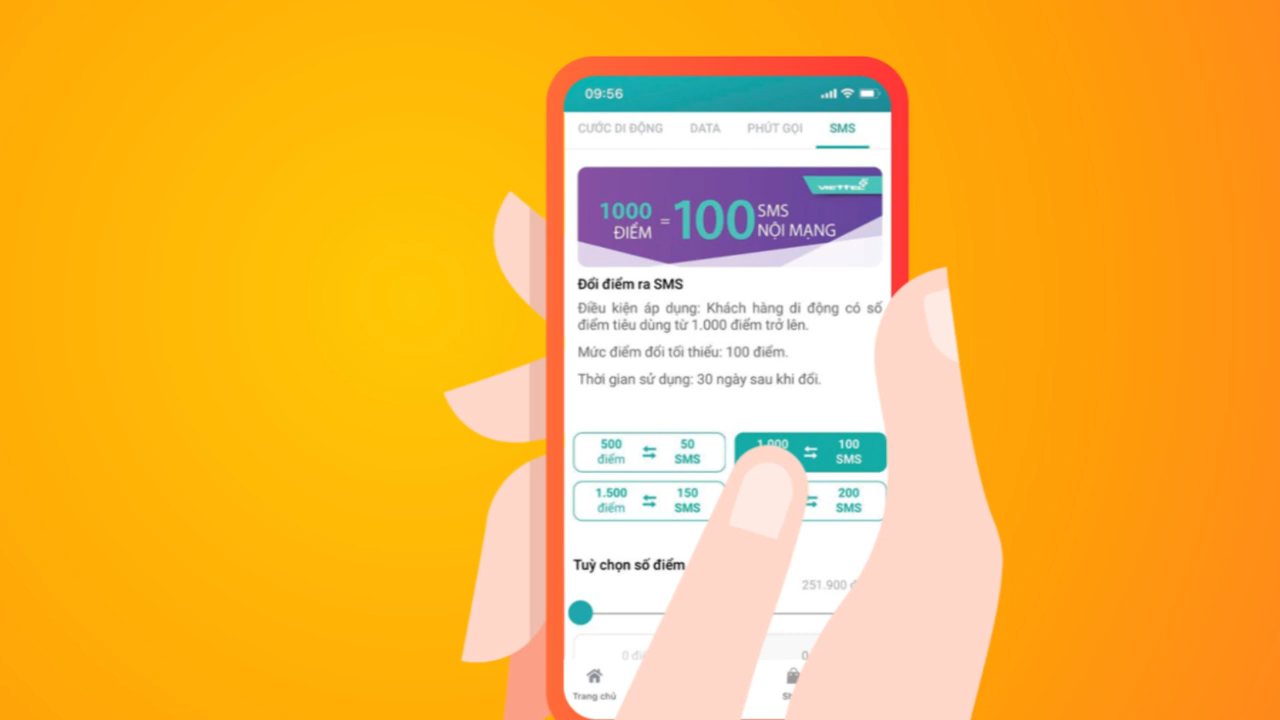 09:56
CƯỚC DI ĐỘNG DATA PHÚT GỌI SMS
viettel
1000 ĐIỂM = 100 SMS NỘI MẠNG
Đổi điểm ra SMS
Điều kiện áp dụng: Khách hàng di động có số
điểm tiêu dùng từ 1.000 điểm trở lên.
Mức điểm đổi tối thiểu: 100 điểm.
Thời gian sử dụng: 30 ngày sau khi đổi.
500 điểm 50 SMS
1.000 100 SMS
1.500 điểm 150 SMS
200 SMS
Tuỳ chọn số điểm
251.900
0
0
Trang chủ